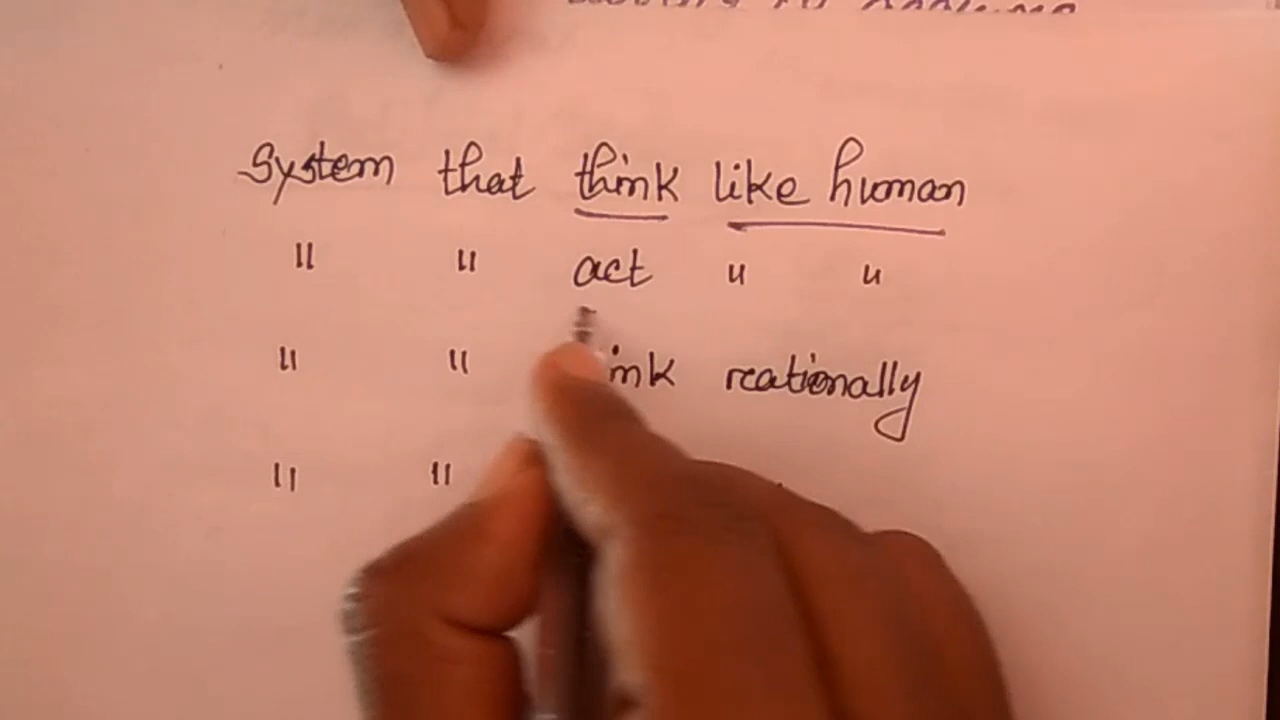 System that think like human
" " act " "
" " ink rationally
" "